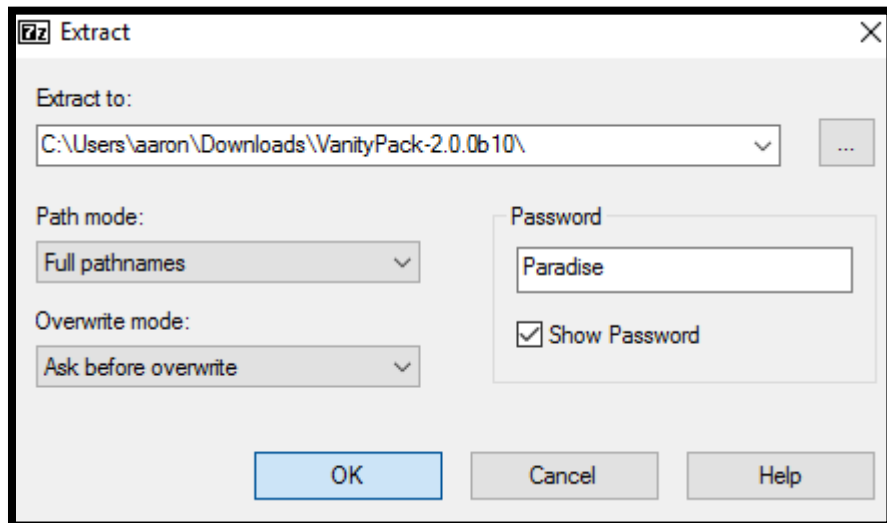 7z Extract
Extract to:
C:\Users\aaron\Downloads\VanityPack-2.0.0b10\
...
Path mode:
Full pathnames
Overwrite mode:
Ask before overwrite
Password
Paradise
Show Password
OK Cancel Help